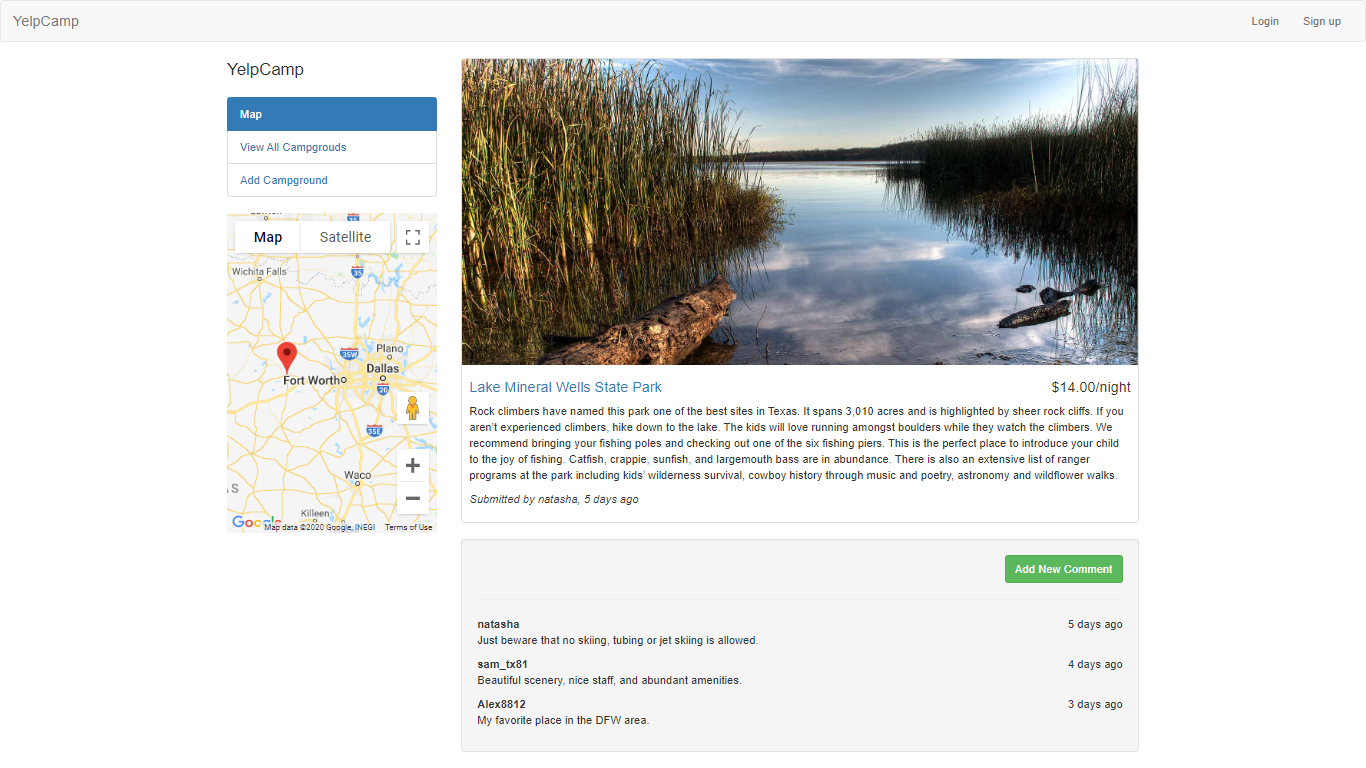 YelpCamp
Login
Sign up
YelpCamp
Map
View All Campgrouds
Add Campground
Map
Satellite
35
Wichita Falls
35
Plano
35W
Dallas
Fort Worth
20
35E
Waco
AS
Killeen
Google
Map data ©2020 Google, INEGI
Terms of Use
Lake Mineral Wells State Park
$14.00/night
Rock climbers have named this park one of the best sites in Texas. It spans 3,010 acres and is highlighted by sheer rock cliffs. If you
aren't experienced climbers, hike down to the lake. The kids will love running amongst boulders while they watch the climbers. We
recommend bringing your fishing poles and checking out one of the six fishing piers. This is the perfect place to introduce your child
to the joy of fishing. Catfish, crappie, sunfish, and largemouth bass are in abundance. There is also an extensive list of ranger
programs at the park including kids' wilderness survival, cowboy history through music and poetry, astronomy and wildflower walks.
Submitted by natasha, 5 days ago
Add New Comment
natasha
5 days ago
Just beware that no skiing, tubing or jet skiing is allowed.
sam_tx81
4 days ago
Beautiful scenery, nice staff, and abundant amenities.
Alex8812
3 days ago
My favorite place in the DFW area.